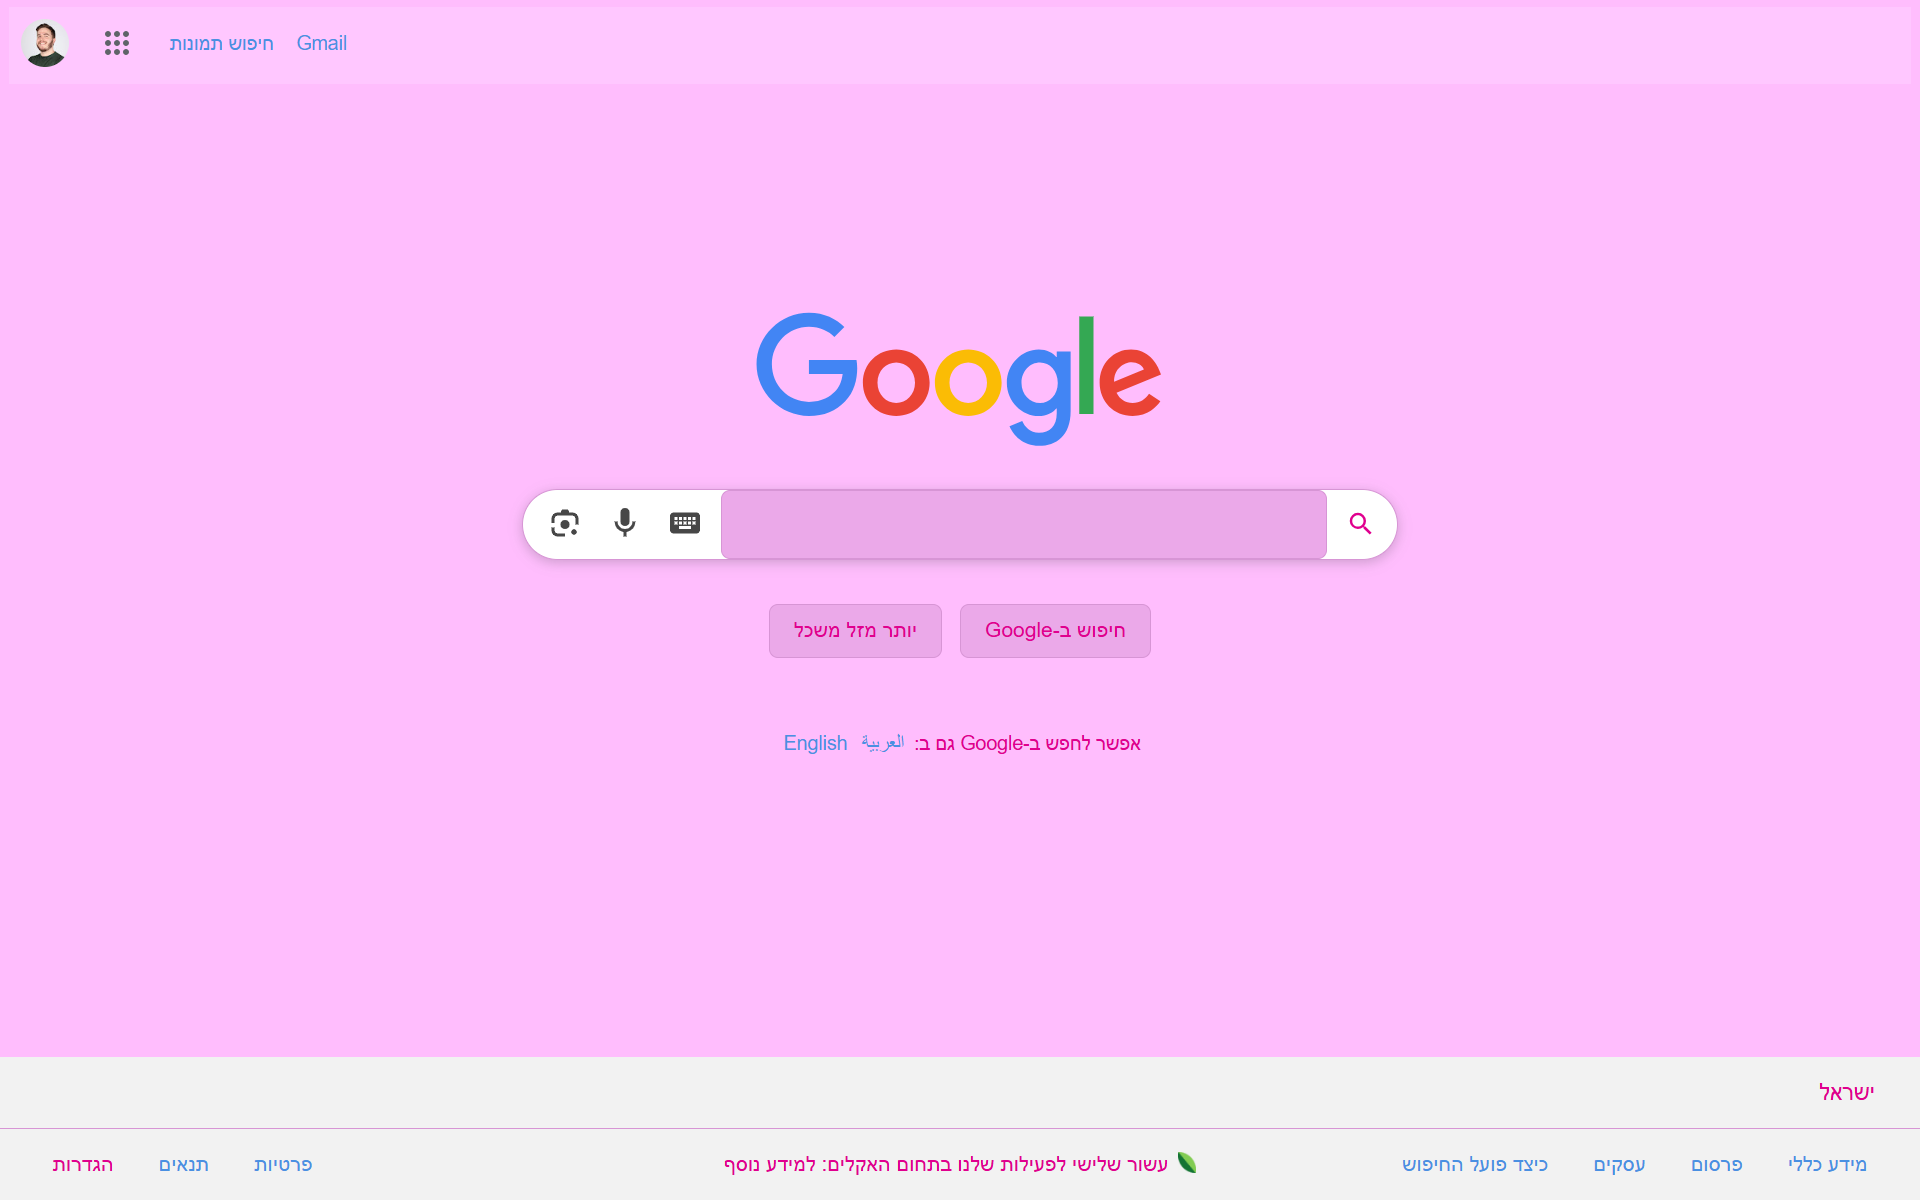 Gmail חיפוש תמונות
Google
חיפוש ב-Google
יותר מזל משכל
אפשר לחפש ב-Google גם ב: العربية English
ישראל
מידע כללי פרסום עסקים כיצד פועל החיפוש
עשור שלישי לפעילות שלנו בתחום האקלים: למידע נוסף
פרטיות תנאים הגדרות